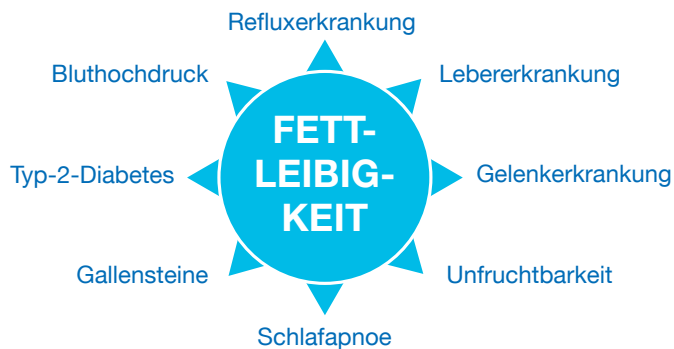 Refluxerkrankung
Bluthochdruck
Lebererkrankung
FETT-
LEIBIG-
KEIT
Typ-2-Diabetes
Gelenkerkrankung
Gallensteine
Unfruchtbarkeit
Schlafapnoe